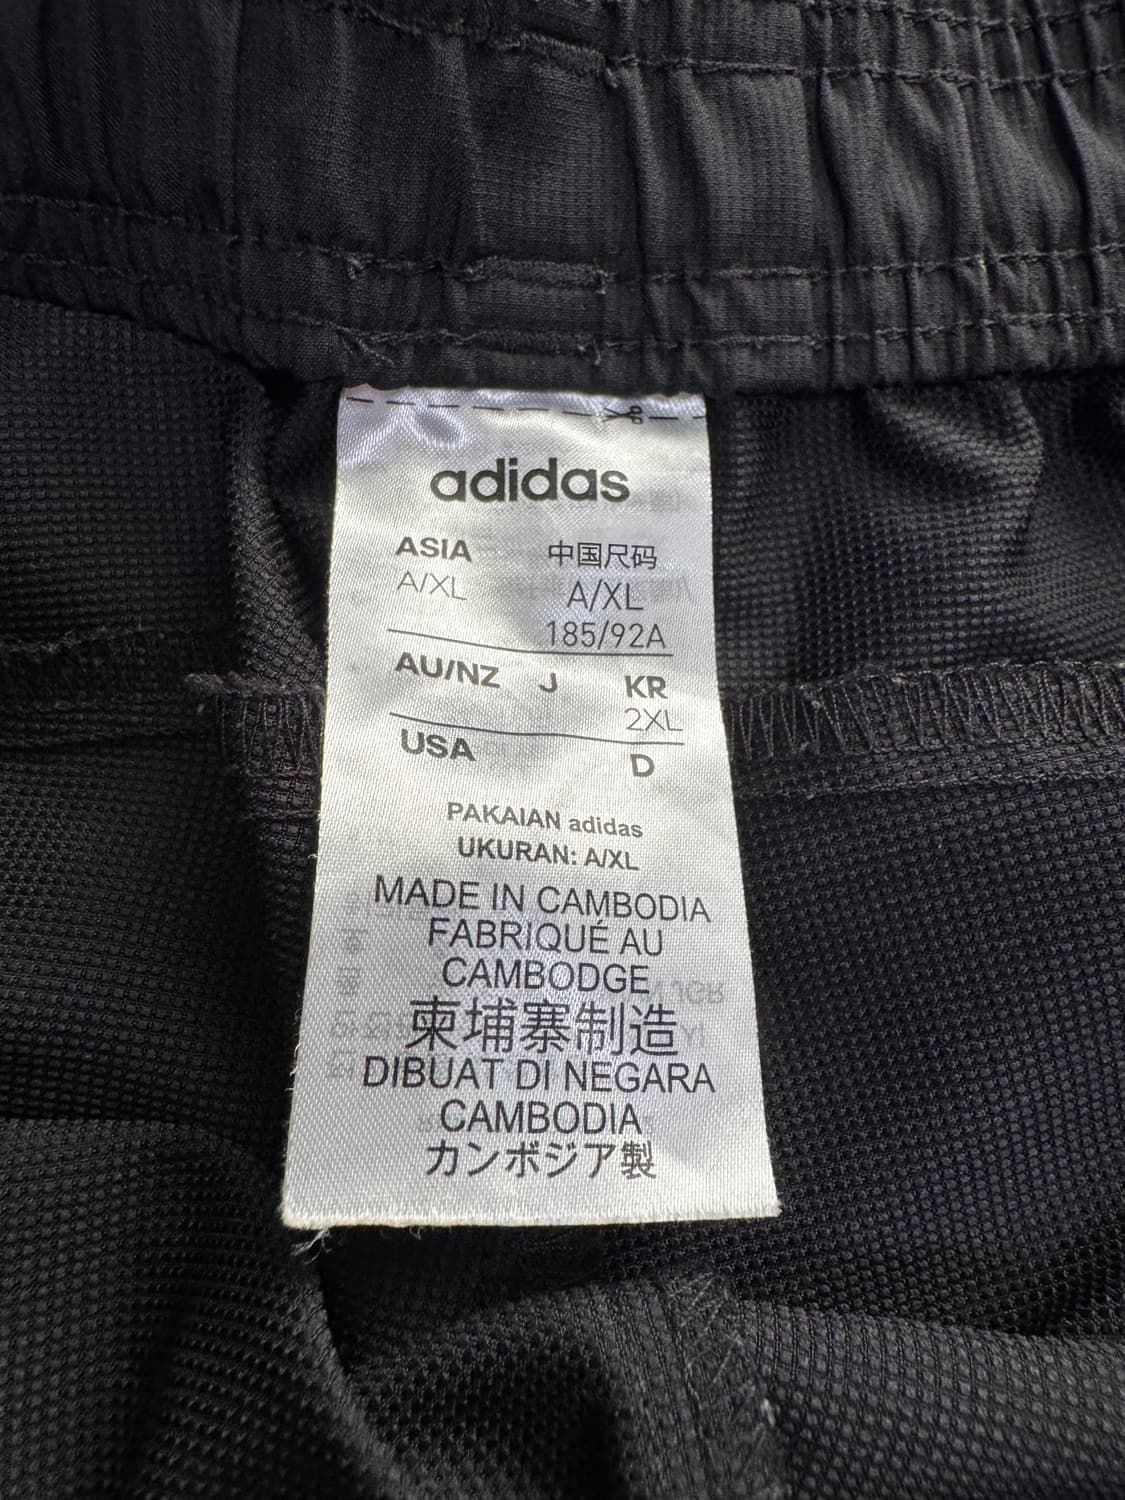 adidas
ASIA 中国尺码
A/XL A/XL
185/92A
AU/NZ J KR
2XL
USA D
PAKAIAN adidas
UKURAN: A/XL
MADE IN CAMBODIA
FABRIQUÉ AU
CAMBODGE
柬埔寨制造
DIBUAT DI NEGARA
CAMBODIA
カンボジア製